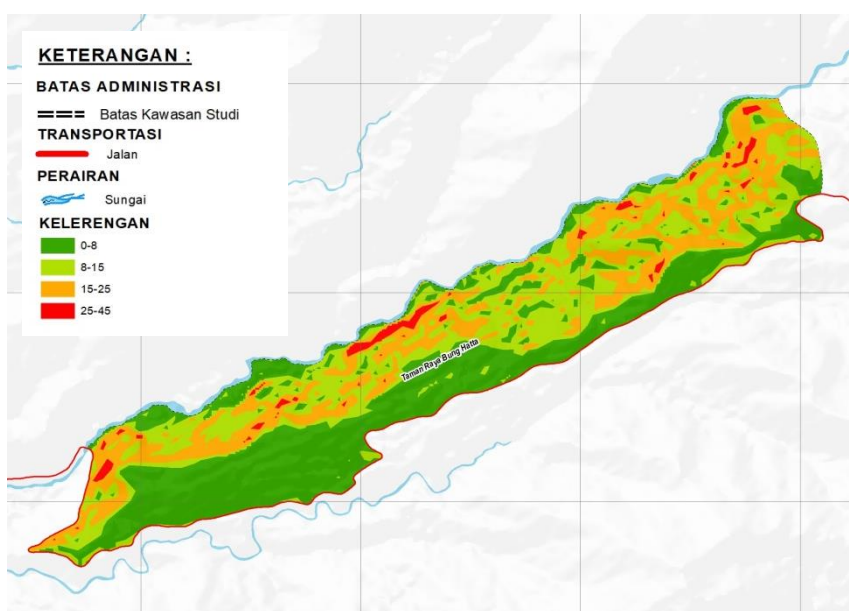 KETERANGAN :
BATAS ADMINISTRASI
Batas Kawasan Studi
TRANSPORTASI
Jalan
PERAIRAN
Sungai
KELERENGAN
0-8
8-15
15-25
25-45
Taman Raya Bung Hatta